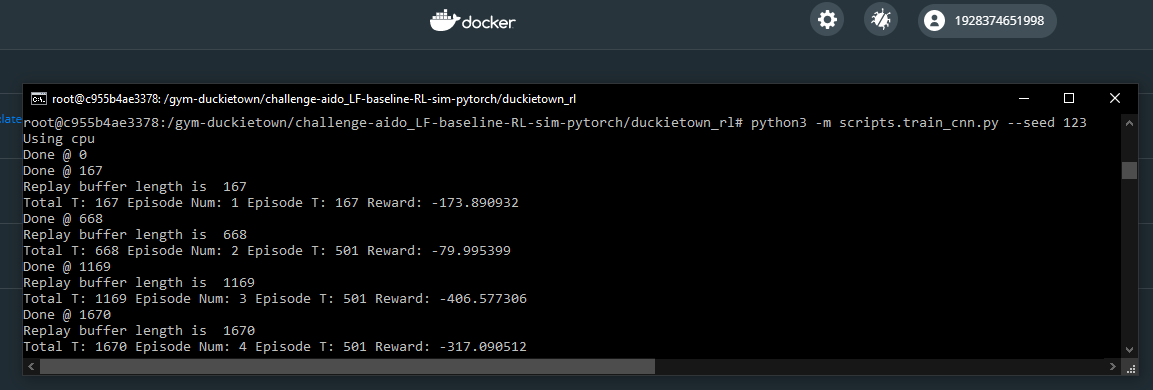 docker
1928374651998
root@c955b4ae3378: /gym-duckietown/challenge-aido_LF-baseline-RL-sim-pytorch/duckietown_rl
root@c955b4ae3378:/gym-duckietown/challenge-aido_LF-baseline-RL-sim-pytorch/duckietown_rl# python3 -m scripts.train_cnn.py --seed 123
Using cpu
Done @ 0
Done @ 167
Replay buffer length is  167
Total T: 167 Episode Num: 1 Episode T: 167 Reward: -173.890932
Done @ 668
Replay buffer length is  668
Total T: 668 Episode Num: 2 Episode T: 501 Reward: -79.995399
Done @ 1169
Replay buffer length is  1169
Total T: 1169 Episode Num: 3 Episode T: 501 Reward: -406.577306
Done @ 1670
Replay buffer length is  1670
Total T: 1670 Episode Num: 4 Episode T: 501 Reward: -317.090512